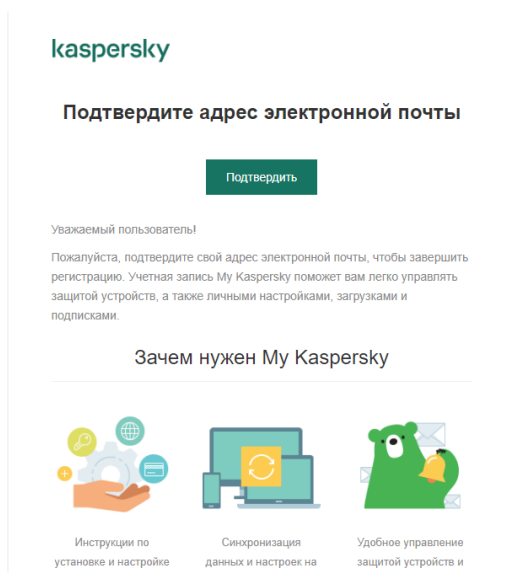 kaspersky
Подтвердите адрес электронной почты
Подтвердить
Уважаемый пользователь!
Пожалуйста, подтвердите свой адрес электронной почты, чтобы завершить
регистрацию. Учетная запись My Kaspersky поможет вам легко управлять
защитой устройств, а также личными настройками, загрузками и
подписками.
Зачем нужен My Kaspersky
Инструкции по
установке и настройке
Синхронизация
данных и настроек на
Удобное управление
защитой устройств и